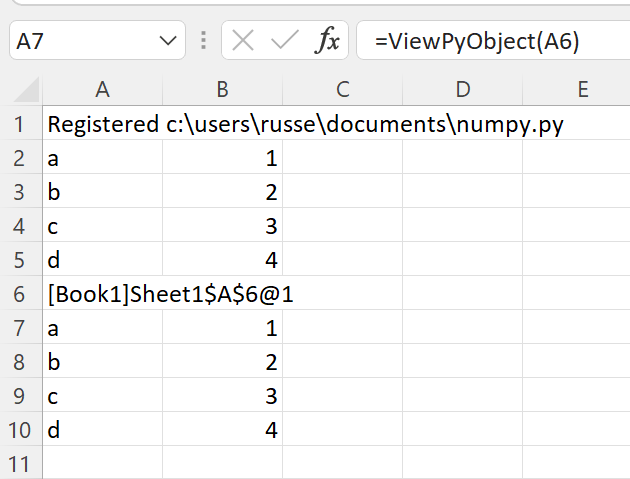 A7 fx =ViewPyObject(A6)
A B C D E
1 Registered c:\users\russe\documents\numpy.py
2 a 1
3 b 2
4 c 3
5 d 4
6 [Book1]Sheet1$A$6@1
7 a 1
8 b 2
9 c 3
10 d 4
11